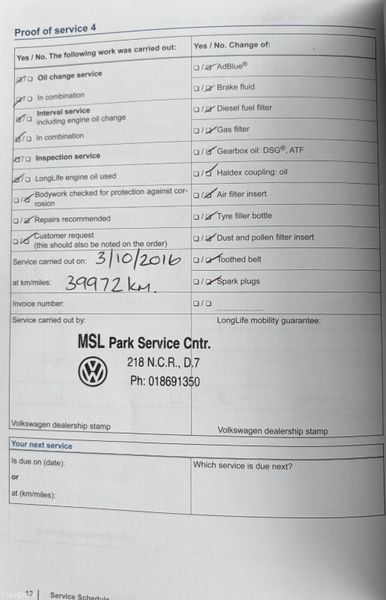 Proof of service 4
Yes / No. The following work was carried out:
Oil change service
In combination
Interval service
including engine oil change
In combination
Inspection service
LongLife engine oil used
Bodywork checked for protection against cor-
rosion
Repairs recommended
Customer request
(this should also be noted on the order)
Service carried out on: 3/10/2016
at km/miles: 39972 KM.
Invoice number:
Service carried out by:
MSL Park Service Cntr.
218 N.C.R., D.7
Ph: 018691350
Volkswagen dealership stamp
Yes / No. Change of:
AdBlue®
Brake fluid
Diesel fuel filter
Gas filter
Gearbox oil: DSG®, ATF
Haldex coupling: oil
Air filter insert
Tyre filler bottle
Dust and pollen filter insert
Toothed belt
Spark plugs
LongLife mobility guarantee:
Volkswagen dealership stamp
Your next service
Is due on (date):
or
at (km/miles):
Which service is due next?
12 | Service Schedule